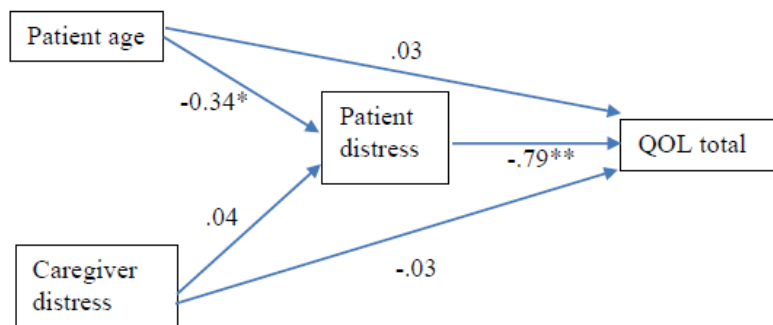 Patient age
.03
-0.34*
Patient
distress
QOL total
-.79**
.04
-.03
Caregiver
distress